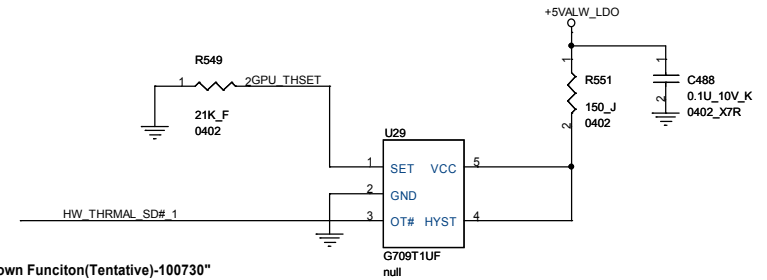 +5VALW_LDO
R549
1 2 GPU_THSET
21K_F
0402
1
R551
150_J
0402
2
1
C488
0.1U_10V_K
0402_X7R
2
U29
1 SET VCC 5
2 GND
HW_THRMAL_SD#_1 3 OT# HYST 4
G709T1UF
null
own Funciton(Tentative)-100730"